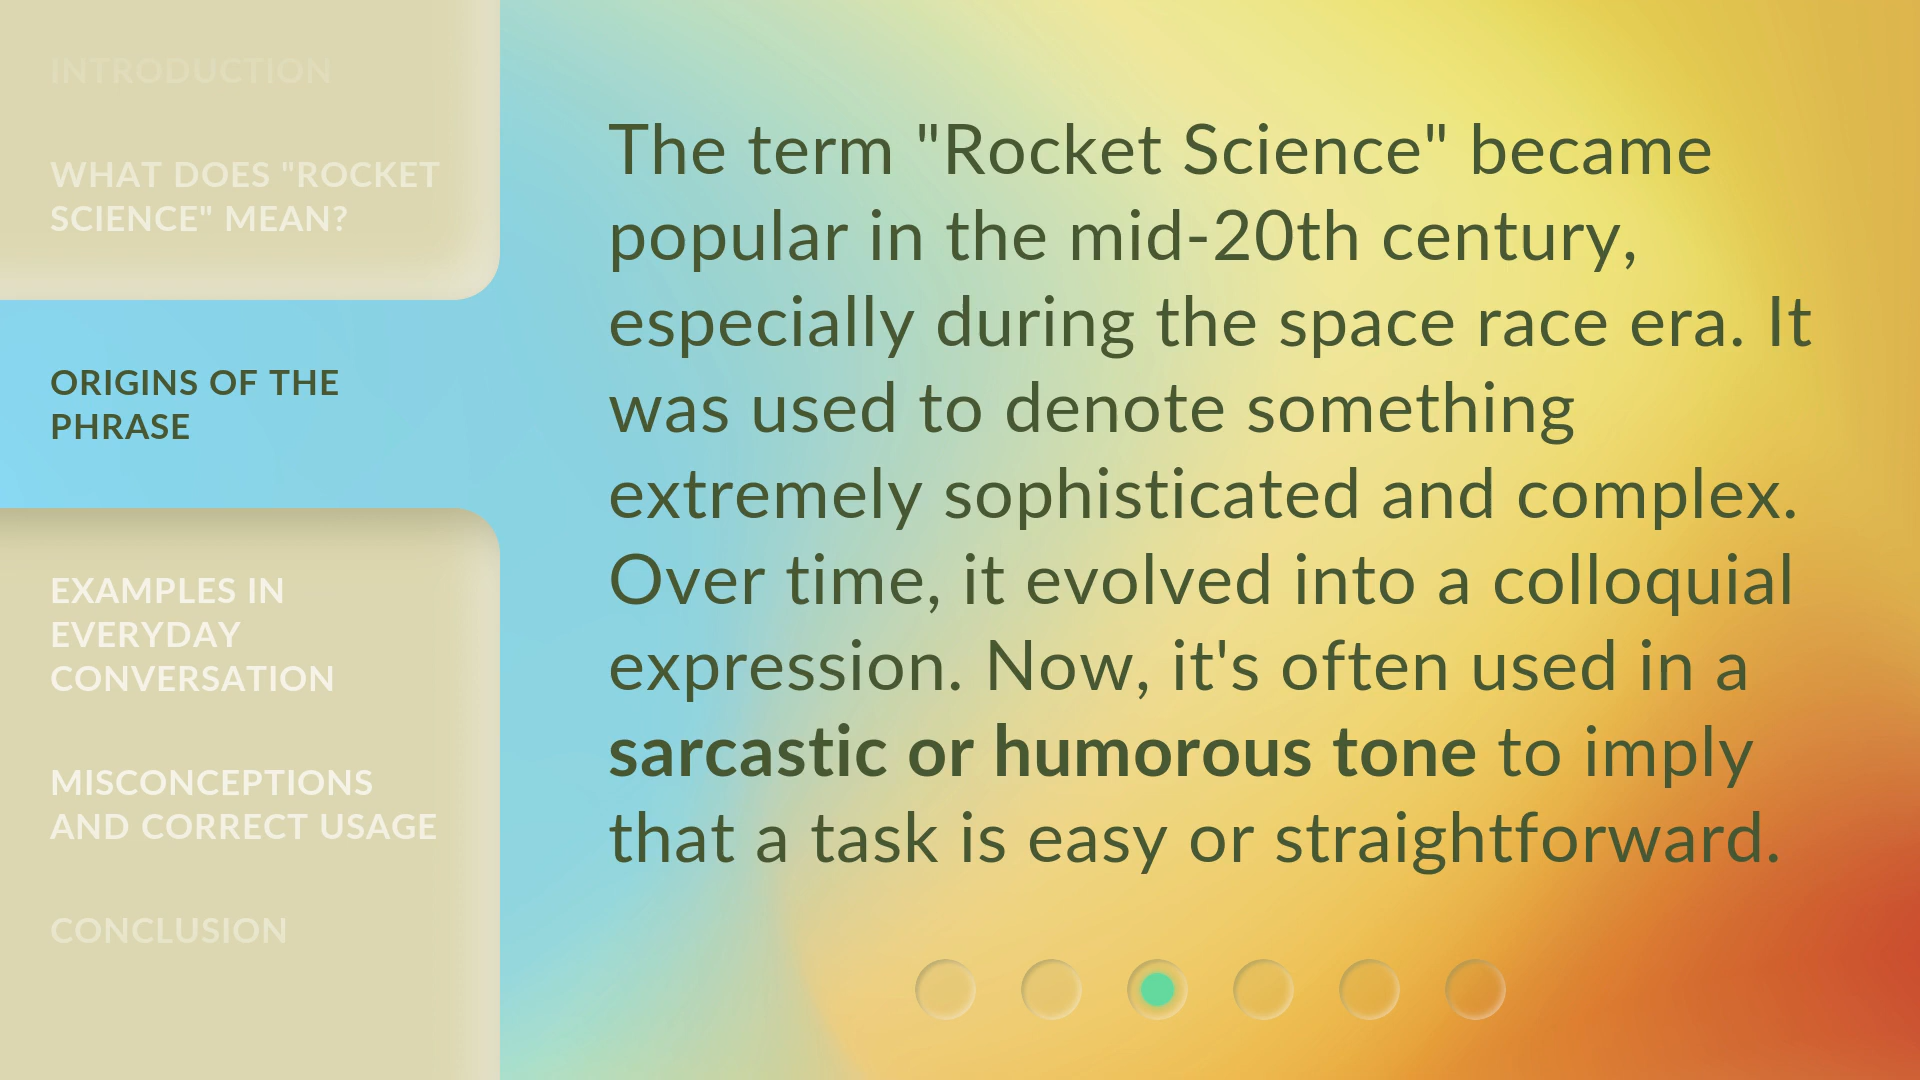 INTRODUCTION
WHAT DOES "ROCKET
SCIENCE" MEAN?
ORIGINS OF THE
PHRASE
EXAMPLES IN
EVERYDAY
CONVERSATION
MISCONCEPTIONS
AND CORRECT USAGE
CONCLUSION
The term "Rocket Science" became
popular in the mid-20th century,
especially during the space race era. It
was used to denote something
extremely sophisticated and complex.
Over time, it evolved into a colloquial
expression. Now, it's often used in a
sarcastic or humorous tone to imply
that a task is easy or straightforward.